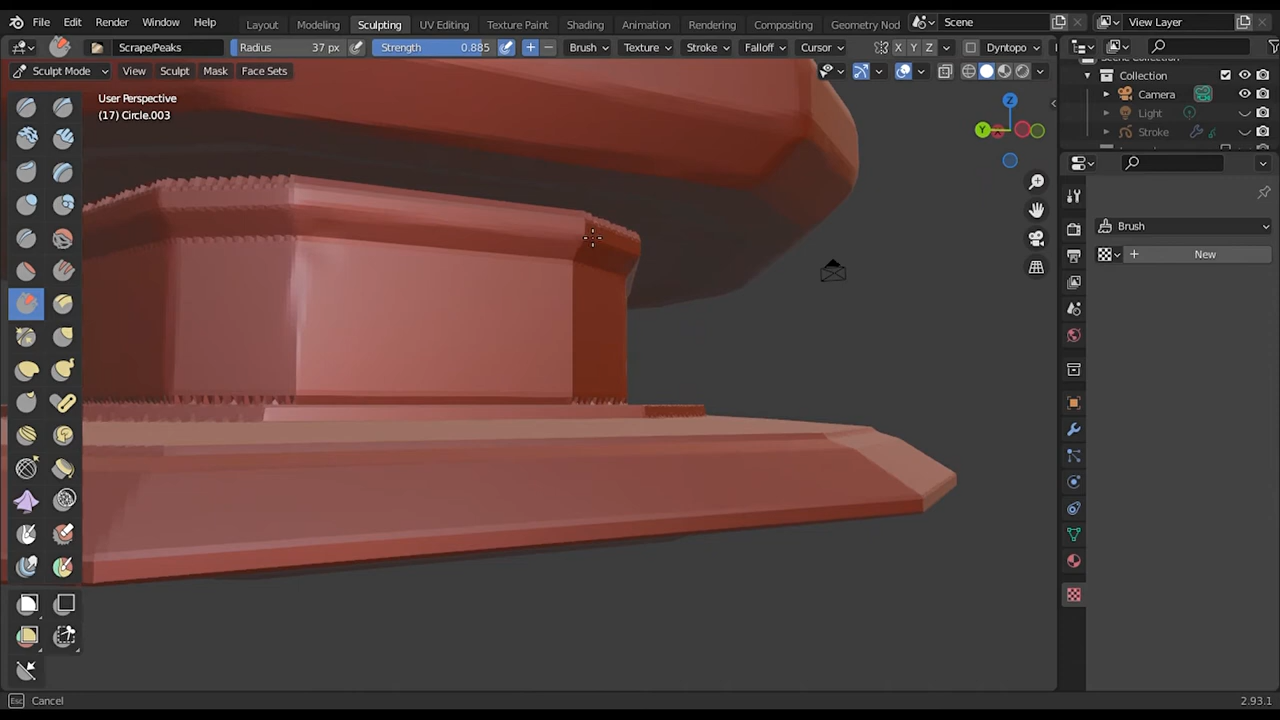 File Edit Render Window Help
Layout Modeling Sculpting UV Editing Texture Paint Shading Animation Rendering Compositing Geometry Nod
Scene
View Layer
Scrape/Peaks
Radius 37 px
Strength 0.885
Brush Texture Stroke Falloff Cursor
X Y Z
Dyntopo
Sculpt Mode View Sculpt Mask Face Sets
User Perspective
(17) Circle.003
Z
Y
X
Collection
Camera
Light
Stroke
Brush
New
Esc Cancel
2.93.1